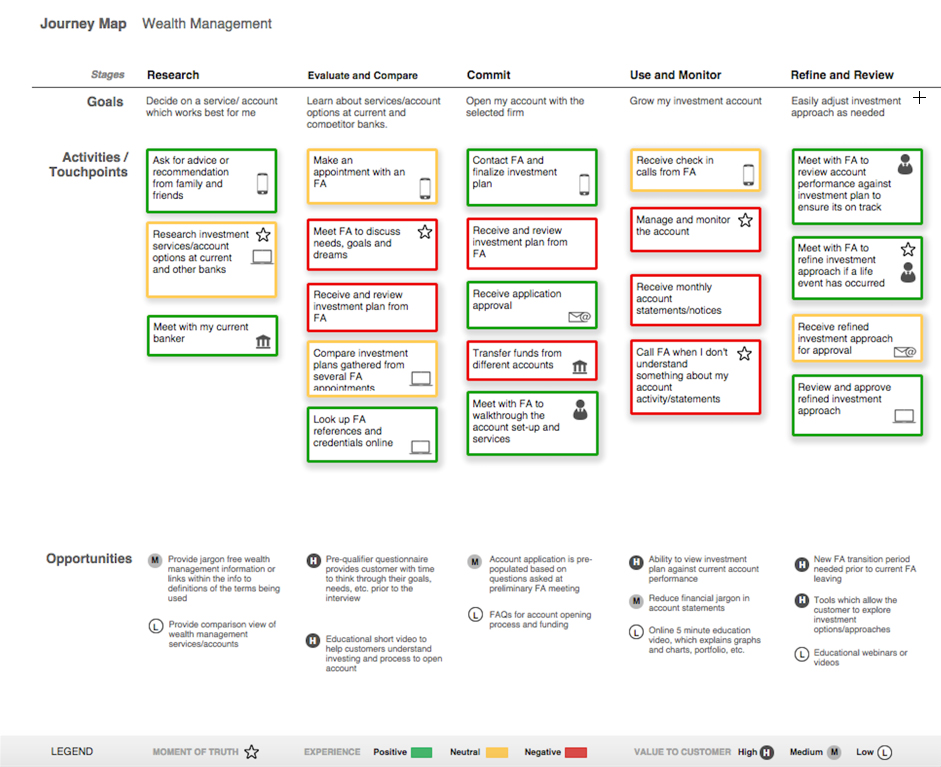 Journey Map Wealth Management
Stages Research Evaluate and Compare Commit Use and Monitor Refine and Review
Goals
Decide on a service/ account
which works best for me
Learn about services/account
options at current and
competitor banks.
Open my account with the
selected firm
Grow my investment account
Easily adjust investment
approach as needed
Activities /
Touchpoints
Ask for advice or
recommendation
from family and
friends
Research investment
services/account
options at current
and other banks
Meet with my current
banker
Make an
appointment with an
FA
Meet FA to discuss
needs, goals and
dreams
Receive and review
investment plan from
FA
Compare investment
plans gathered from
several FA
appointments
Look up FA
references and
credentials online
Contact FA and
finalize investment
plan
Receive and review
investment plan from
FA
Receive application
approval
Transfer funds from
different accounts
Meet with FA to
walkthrough the
account set-up and
services
Receive check in
calls from FA
Manage and monitor
the account
Receive monthly
account
statements/notices
Call FA when I don't
understand
something about my
account
activity/statements
Meet with FA to
review account
performance against
investment plan to
ensure its on track
Meet with FA to
refine investment
approach if a life
event has occurred
Receive refined
investment approach
for approval
Review and approve
refined investment
approach
Opportunities
M Provide jargon free wealth
management information or
links within the info to
definitions of the terms being
used
L Provide comparison view of
wealth management
services/accounts
H Pre-qualifier questionnaire
provides customer with time
to think through their goals,
needs, etc. prior to the
interview
H Educational short video to
help customers understand
investing and process to open
account
M Account application is pre-
populated based on
questions asked at
preliminary FA meeting
L FAQs for account opening
process and funding
H Ability to view investment
plan against current account
performance
M Reduce financial jargon in
account statements
L Online 5 minute education
video, which explains graphs
and charts, portfolio, etc.
H New FA transition period
needed prior to current FA
leaving
H Tools which allow the
customer to explore
investment
options/approaches
L Educational webinars or
videos
LEGEND MOMENT OF TRUTH EXPERIENCE Positive Neutral Negative VALUE TO CUSTOMER High H Medium M Low L